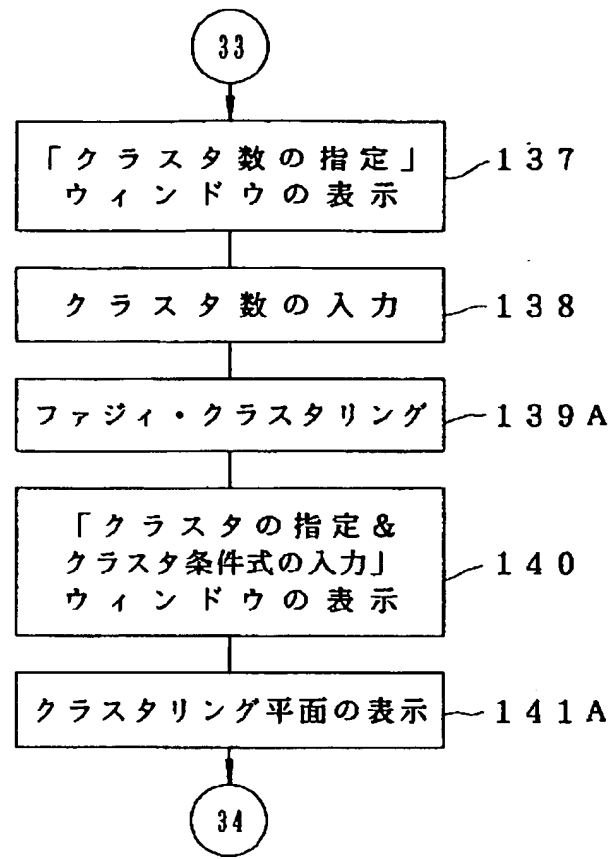 33
「クラスタ数の指定」
ウィンドウの表示
137
クラスタ数の入力
138
ファジィ・クラスタリング
139A
「クラスタの指定&
クラスタ条件式の入力」
ウィンドウの表示
140
クラスタリング平面の表示
141A
34